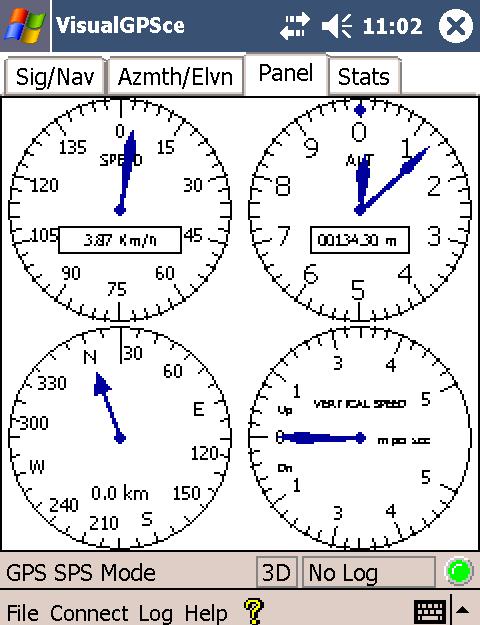 VisualGPSce 11:02
Sig/Nav Azmth/Elvn Panel Stats
0 15 30 45 60 75 90 105 120 135
SPEED
3.87 Km/h
0 1 2 3 4 5 6 7 8 9
ALT
00134.30 m
N 30 60 E 120 150 S 210 240 W 300 330
0.0 km
3 4 5
1
Up
VERTICAL SPEED
0
m per sec
Dn
1
3 4 5
GPS SPS Mode 3D No Log
File Connect Log Help ?